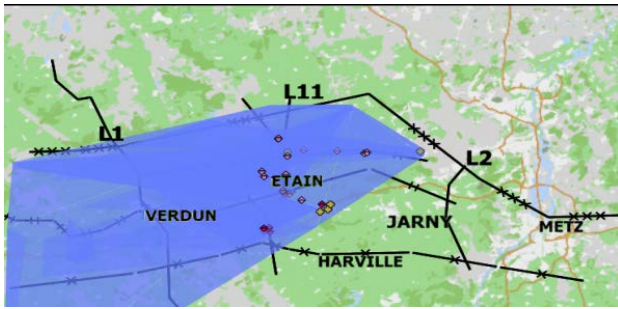 L11
L1
L2
ETAIN
VERDUN
JARNY
METZ
HARVILLE